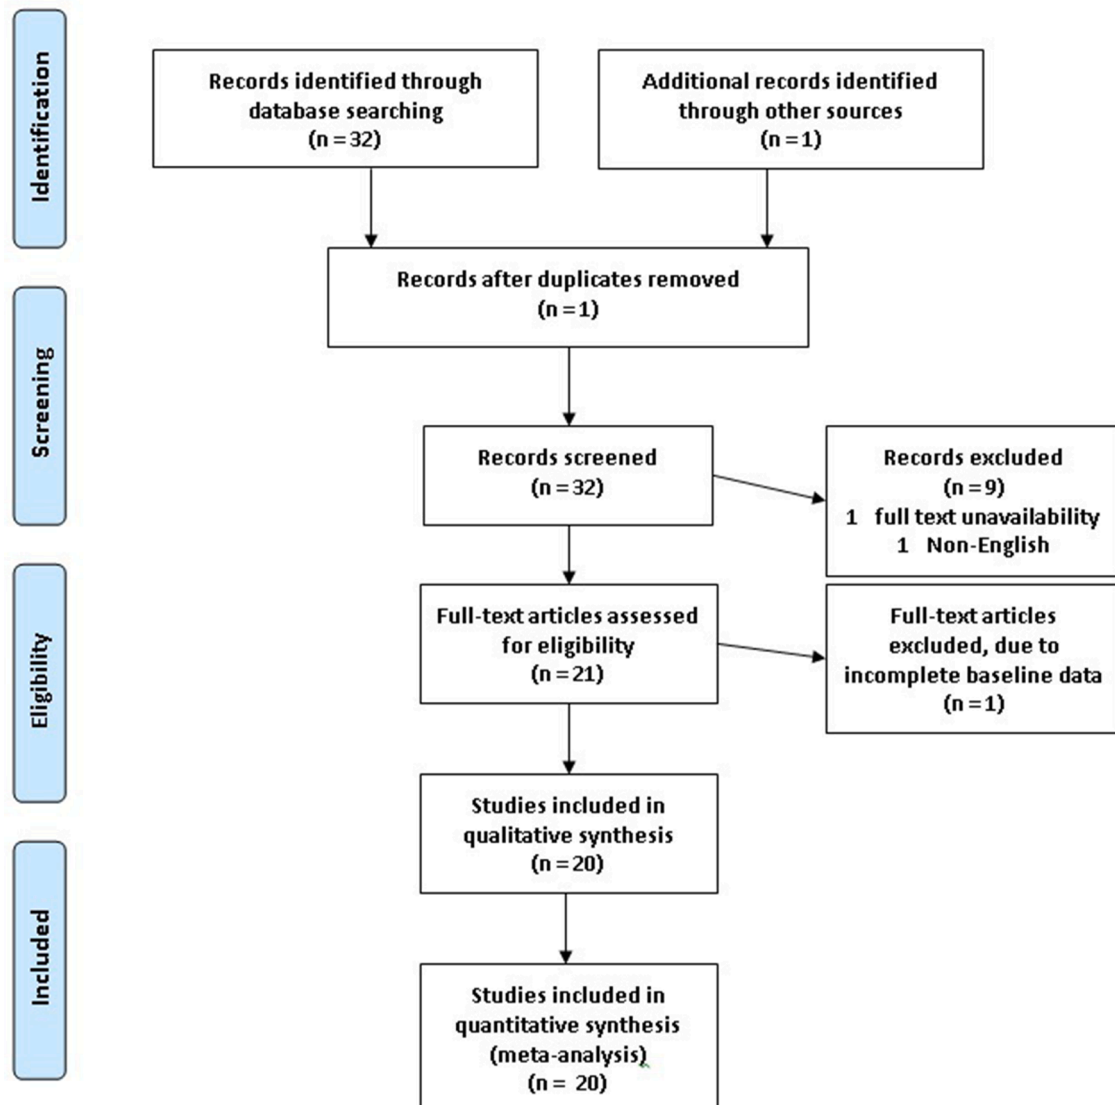 Identification
Records identified through
database searching
(n = 32)
Additional records identified
through other sources
(n = 1)
Records after duplicates removed
(n = 1)
Screening
Records screened
(n = 32)
Records excluded
(n = 9)
1 full text unavailability
1 Non-English
Eligibility
Full-text articles assessed
for eligibility
(n = 21)
Full-text articles
excluded, due to
incomplete baseline data
(n = 1)
Studies included in
qualitative synthesis
(n = 20)
Included
Studies included in
quantitative synthesis
(meta-analysis)
(n = 20)